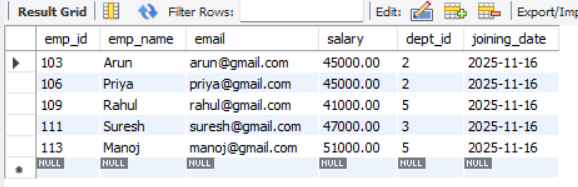 Result Grid Filter Rows: Edit: Export/Imp
emp_id emp_name email salary dept_id joining_date
103 Arun arun@gmail.com 45000.00 2 2025-11-16
106 Priya priya@gmail.com 45000.00 2 2025-11-16
109 Rahul rahul@gmail.com 41000.00 5 2025-11-16
111 Suresh suresh@gmail.com 47000.00 3 2025-11-16
113 Manoj manoj@gmail.com 51000.00 5 2025-11-16
NULL NULL NULL NULL NULL NULL